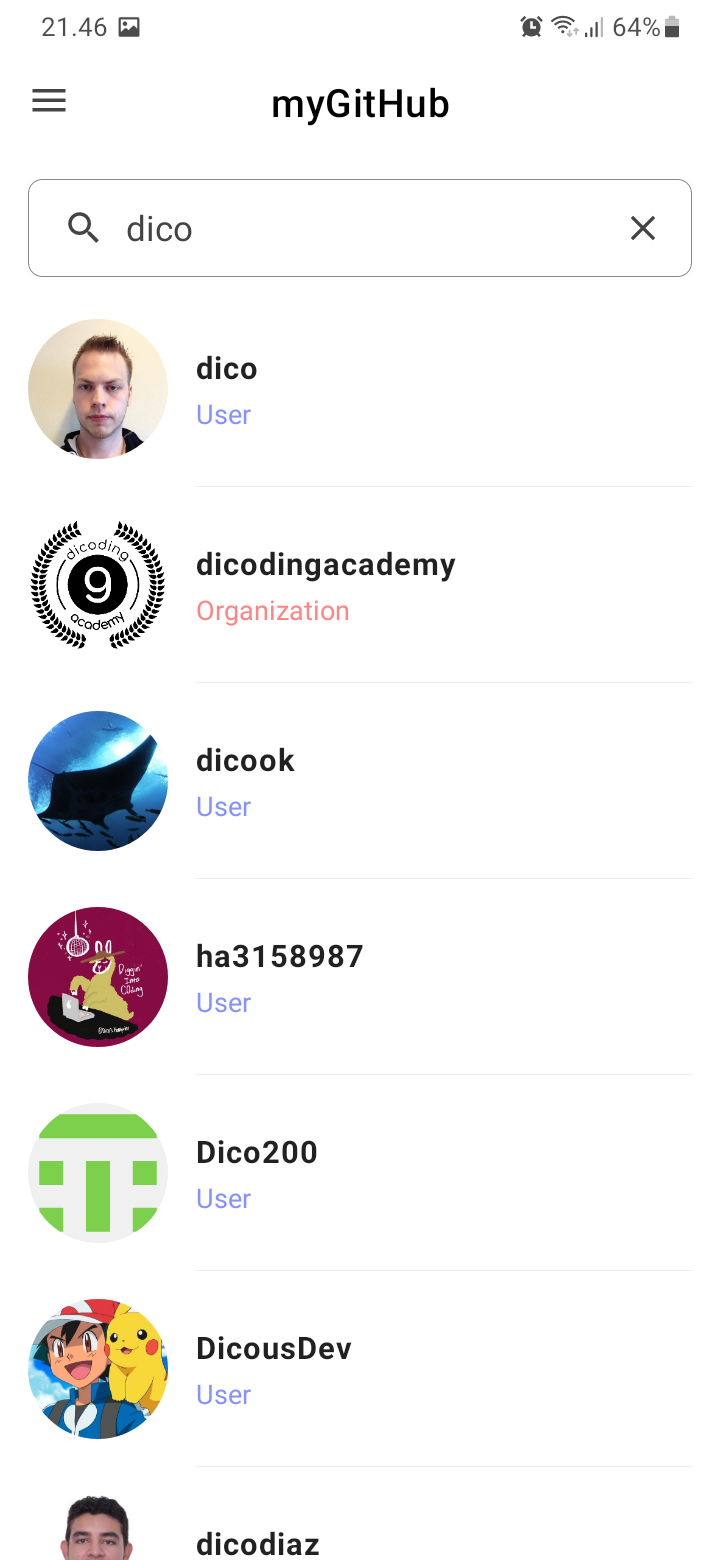 21.46
64%
myGitHub
dico
dico
User
dicoding
9
academy
dicodingacademy
Organization
dicook
User
Diggin'
Into
CODing
ha3158987
User
Dico200
User
DicousDev
User
dicodiaz